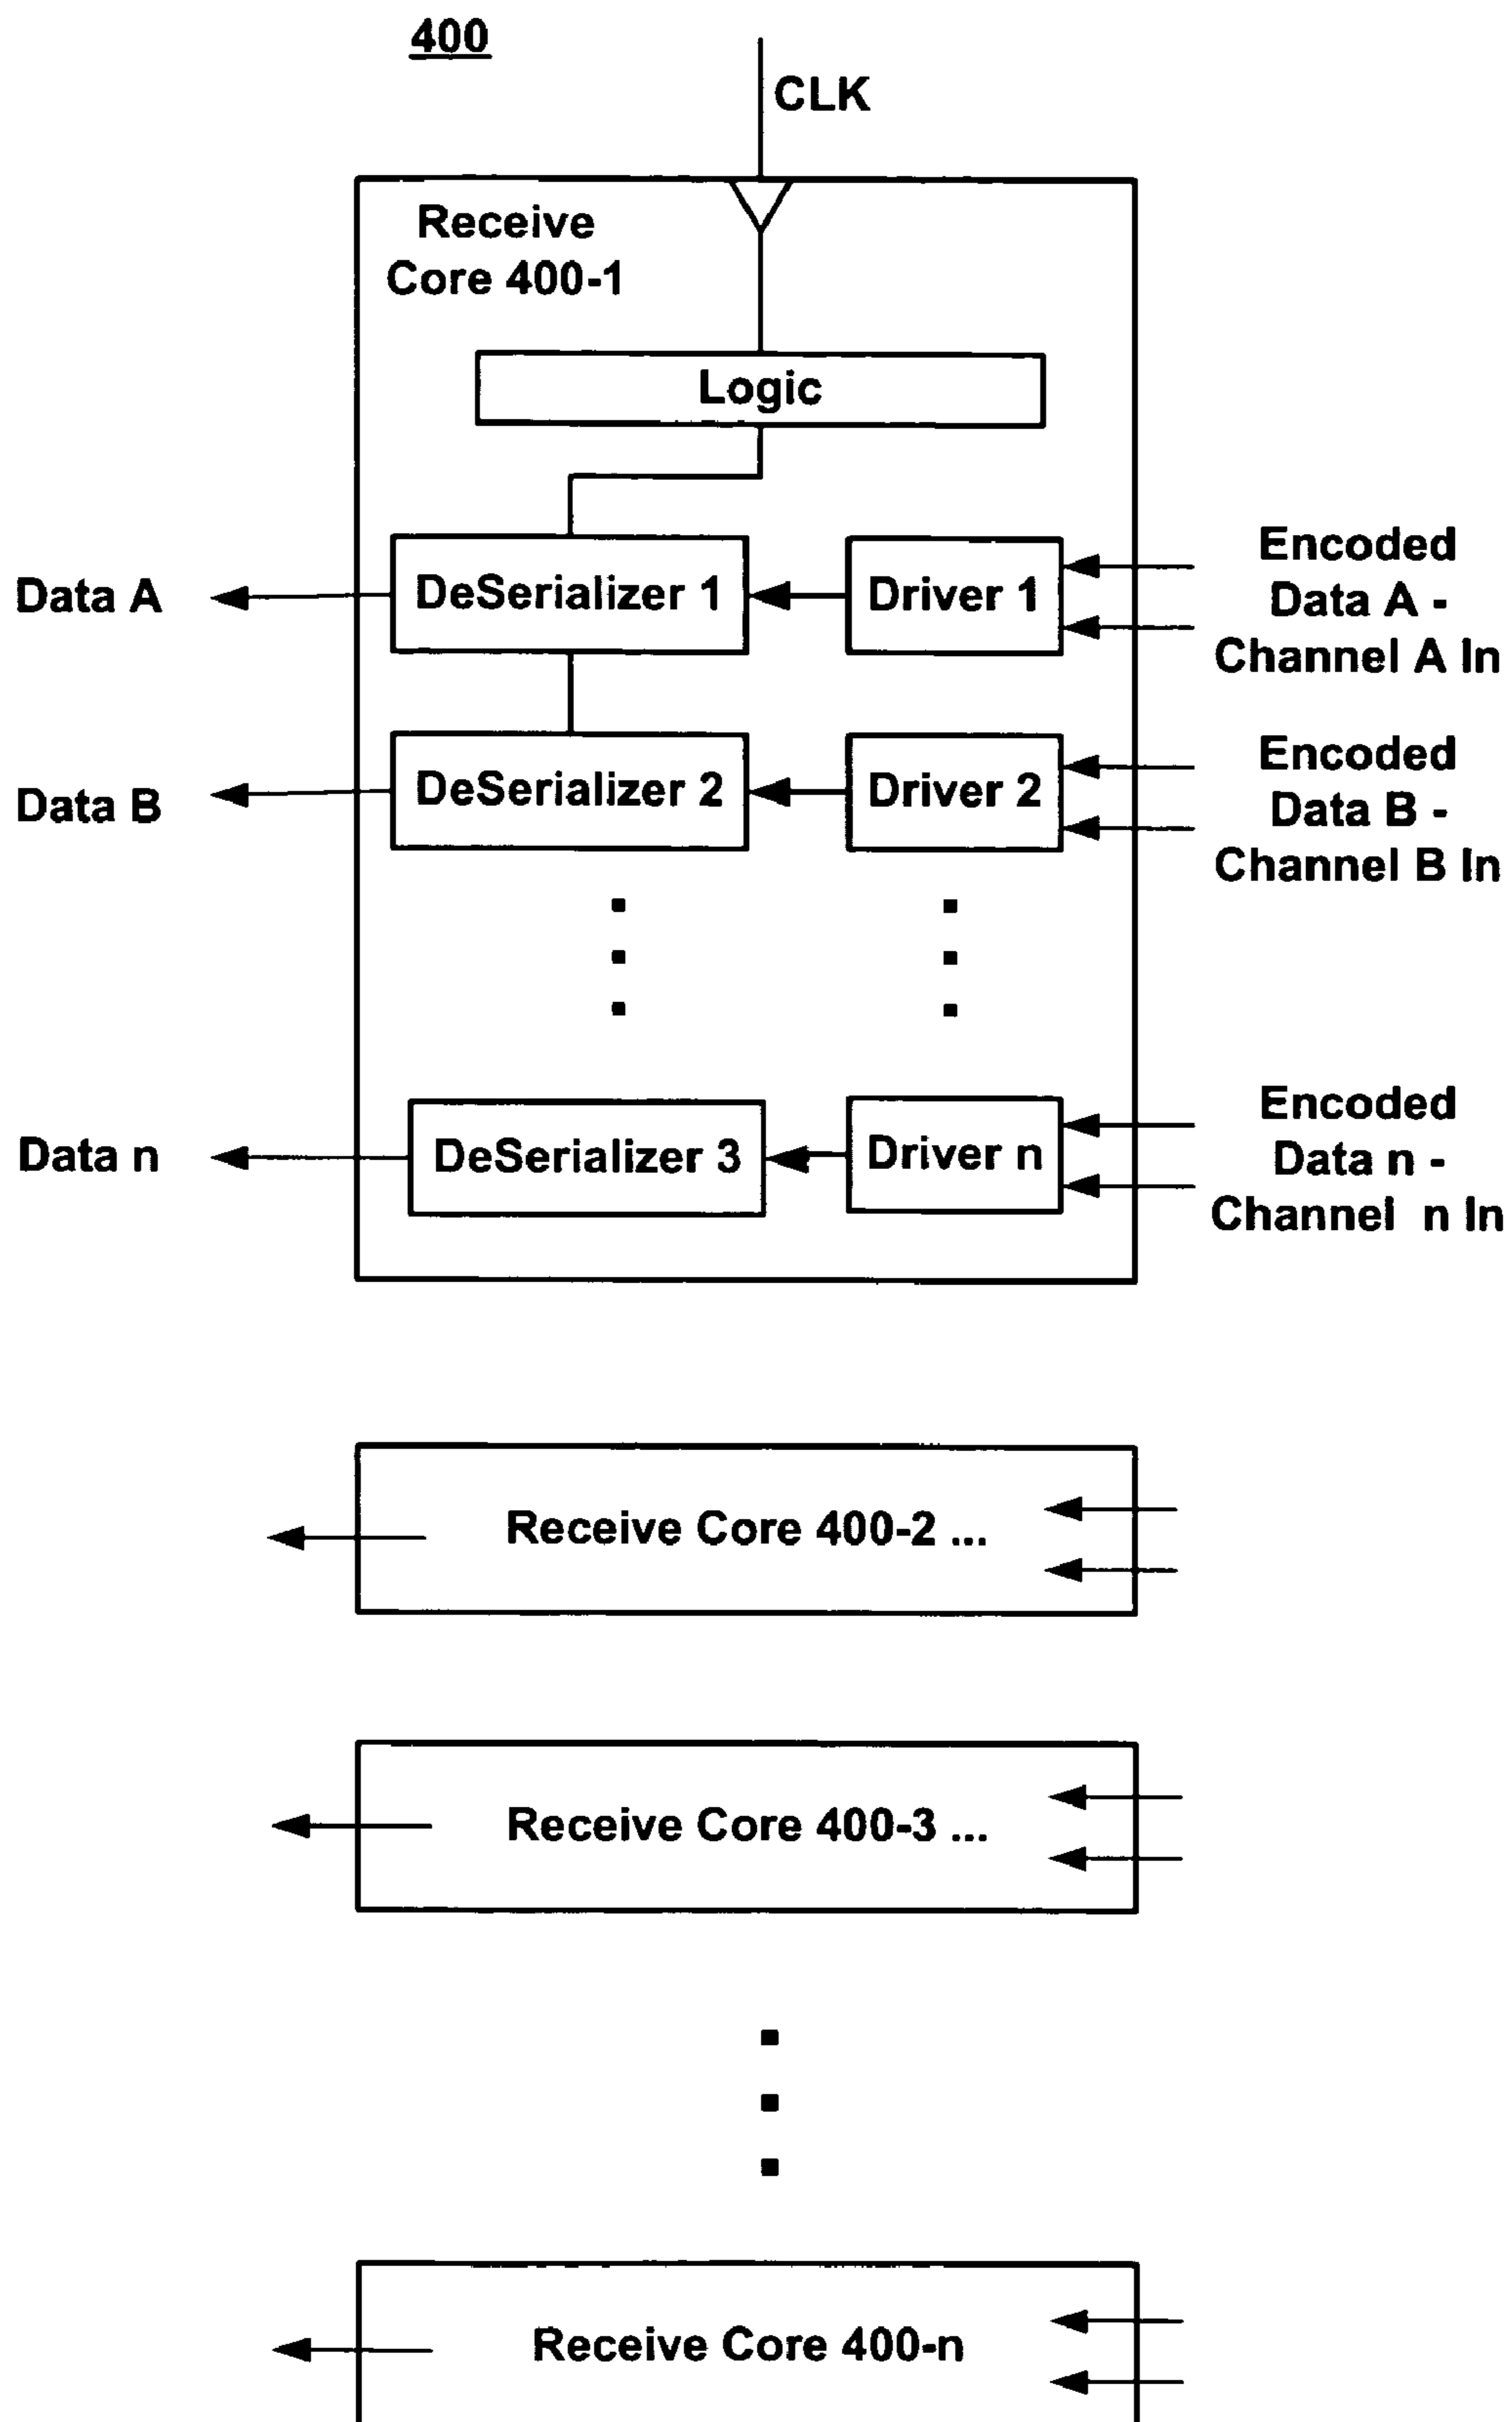 400
CLK
Receive
Core 400-1
Logic
Data A
DeSerializer 1
Driver 1
Encoded
Data A -
Channel A In
Data B
DeSerializer 2
Driver 2
Encoded
Data B -
Channel B In
Data n
DeSerializer 3
Driver n
Encoded
Data n -
Channel n In
Receive Core 400-2 ...
Receive Core 400-3 ...
Receive Core 400-n